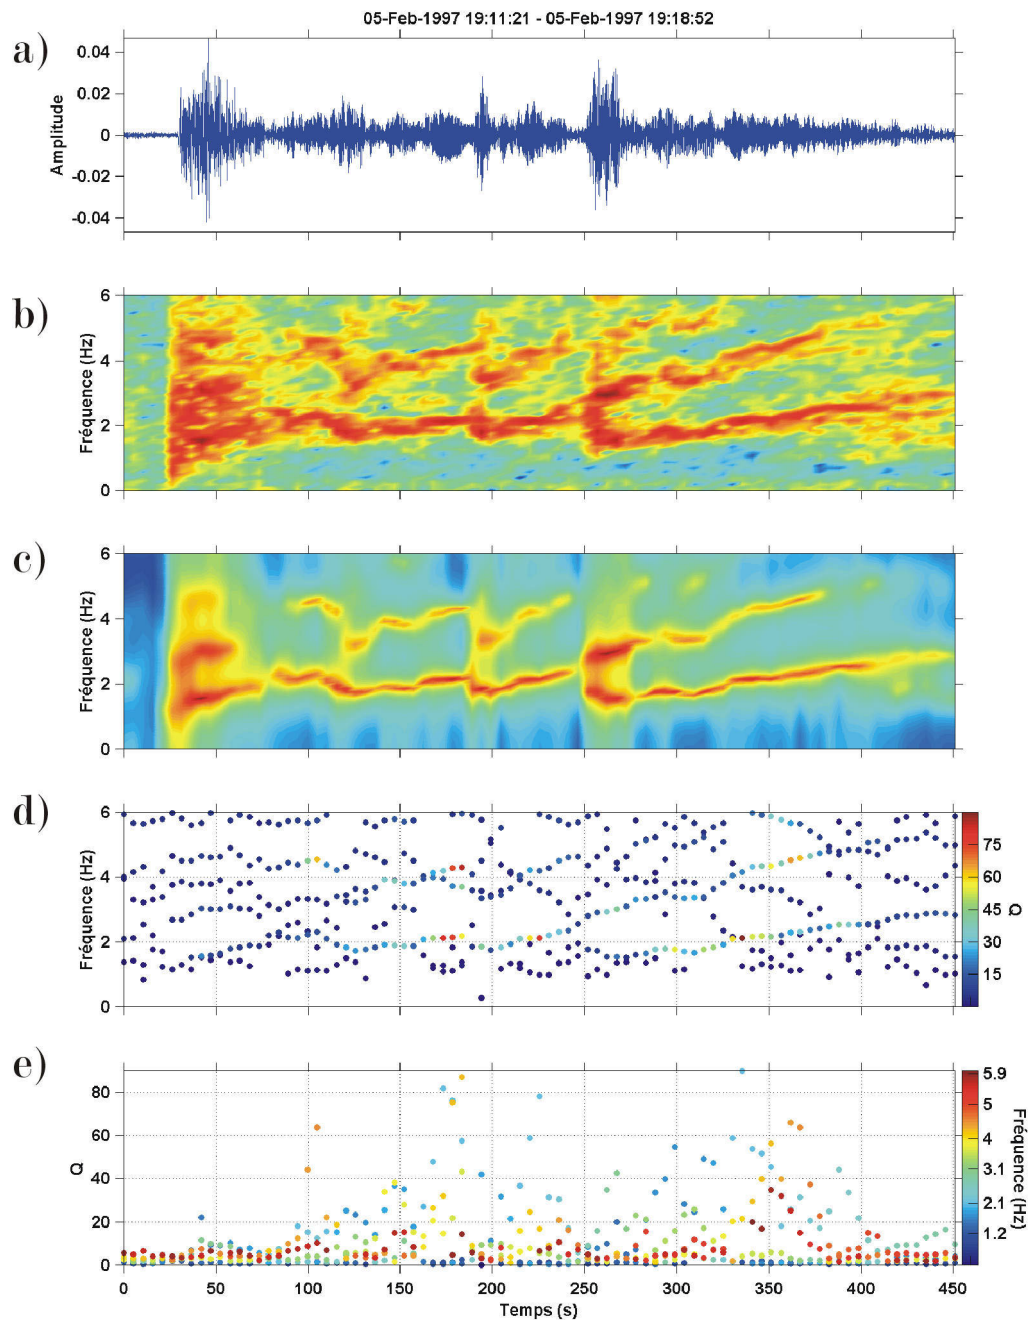 05-Feb-1997 19:11:21 - 05-Feb-1997 19:18:52
a)
Amplitude
0.04
0.02
0
-0.02
-0.04
b)
Fréquence (Hz)
6
4
2
0
c)
Fréquence (Hz)
6
4
2
0
d)
Fréquence (Hz)
6
4
2
0
75
60
45
30
15
Q
e)
Q
80
60
40
20
0
0 50 100 150 200 250 300 350 400 450
Temps (s)
5.9
5
4
3.1
2.1
1.2
Fréquence (Hz)